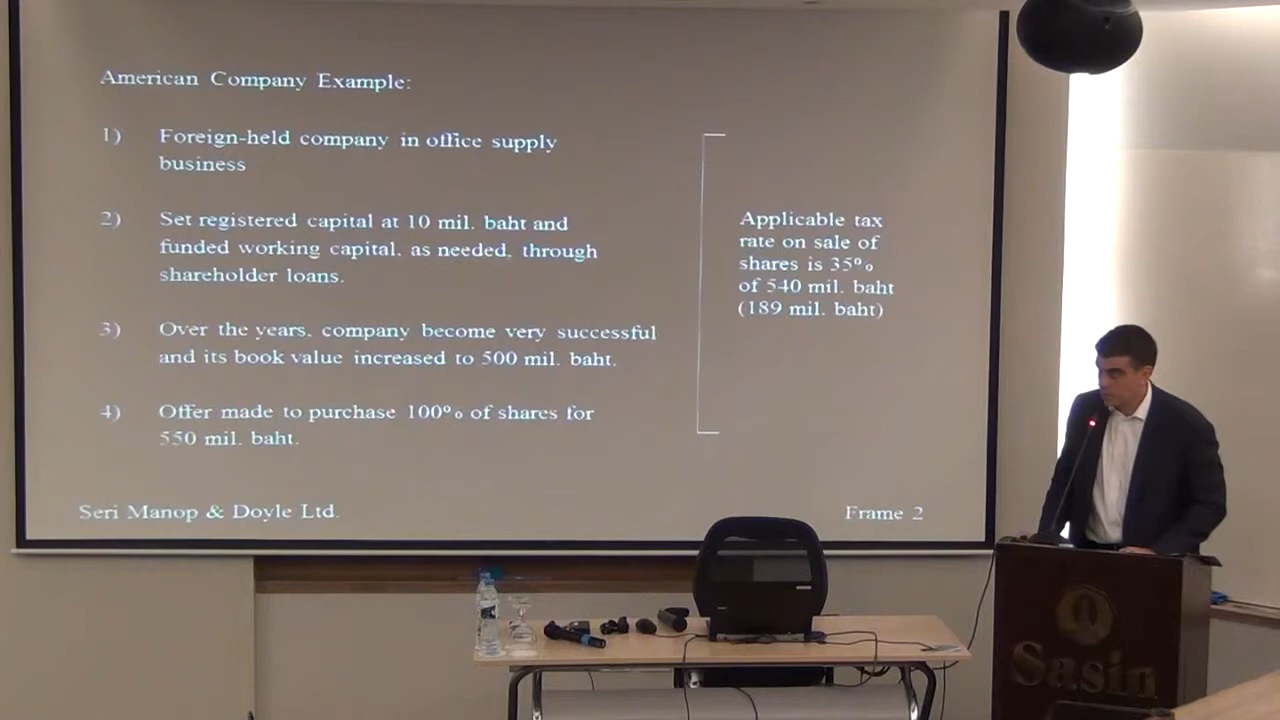 American Company Example:
1) Foreign-held company in office supply
business
2) Set registered capital at 10 mil. baht and
funded working capital, as needed, through
shareholder loans.
3) Over the years, company become very successful
and its book value increased to 500 mil. baht.
4) Offer made to purchase 100% of shares for
550 mil. baht.
Applicable tax
rate on sale of
shares is 35%
of 540 mil. baht
(189 mil. baht)
Seri Manop & Doyle Ltd.
Frame 2
Sasin